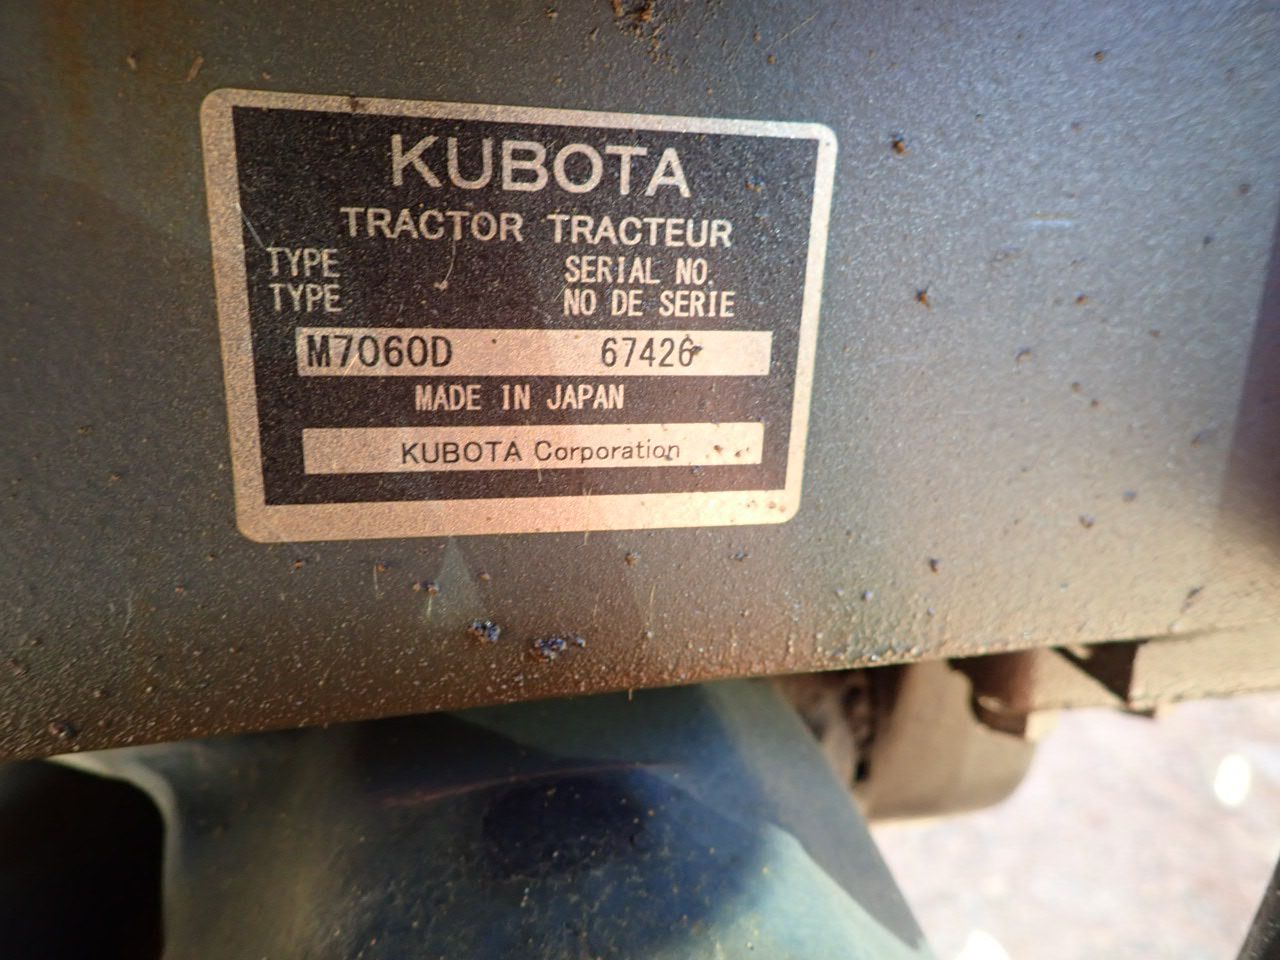 KUBOTA
TRACTOR TRACTEUR
TYPE SERIAL NO.
TYPE NO DE SERIE
M7060D 67426
MADE IN JAPAN
KUBOTA Corporation